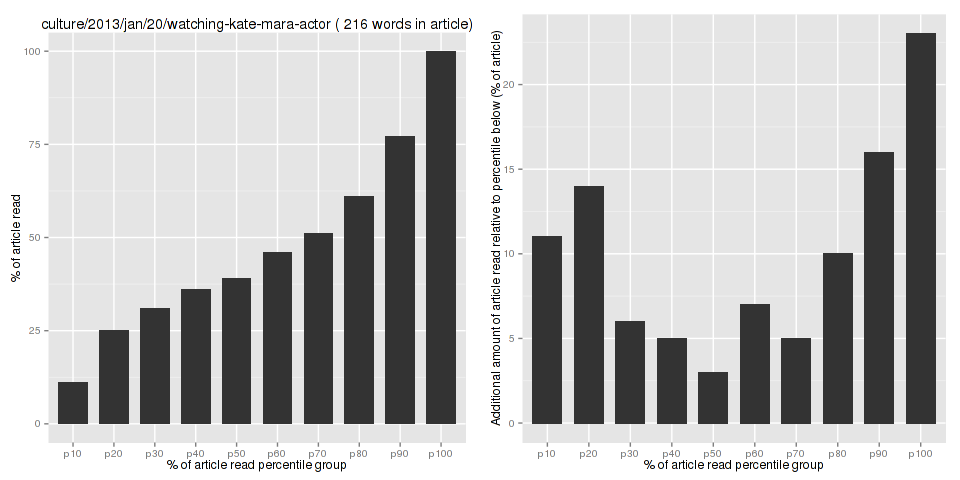 culture/2013/jan/20/watching-kate-mara-actor ( 216 words in article)
% of article read
100
75
50
25
0
p10 p20 p30 p40 p50 p60 p70 p80 p90 p100
% of article read percentile group
Additional amount of article read relative to percentile below (% of article)
20
15
10
5
0
p10 p20 p30 p40 p50 p60 p70 p80 p90 p100
% of article read percentile group